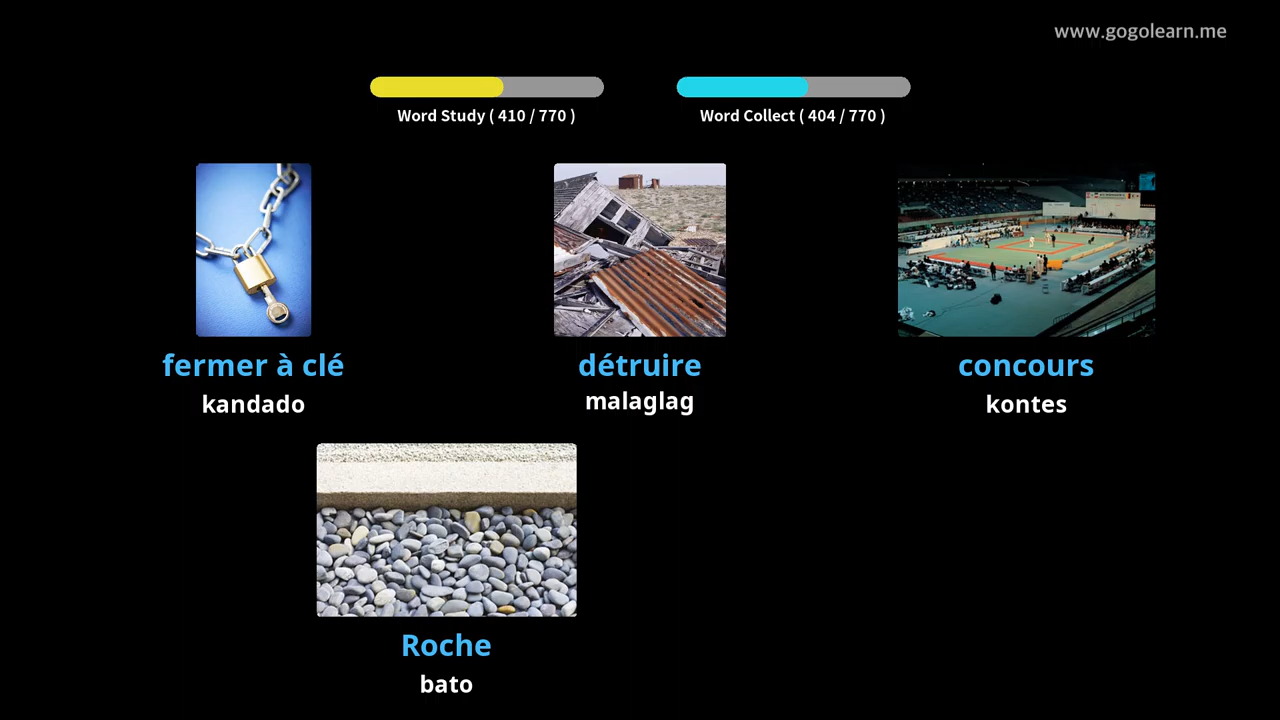 www.gogolearn.me
Word Study ( 410 / 770 )
Word Collect ( 404 / 770 )
fermer à clé
kandado
détruire
malaglag
concours
kontes
Roche
bato